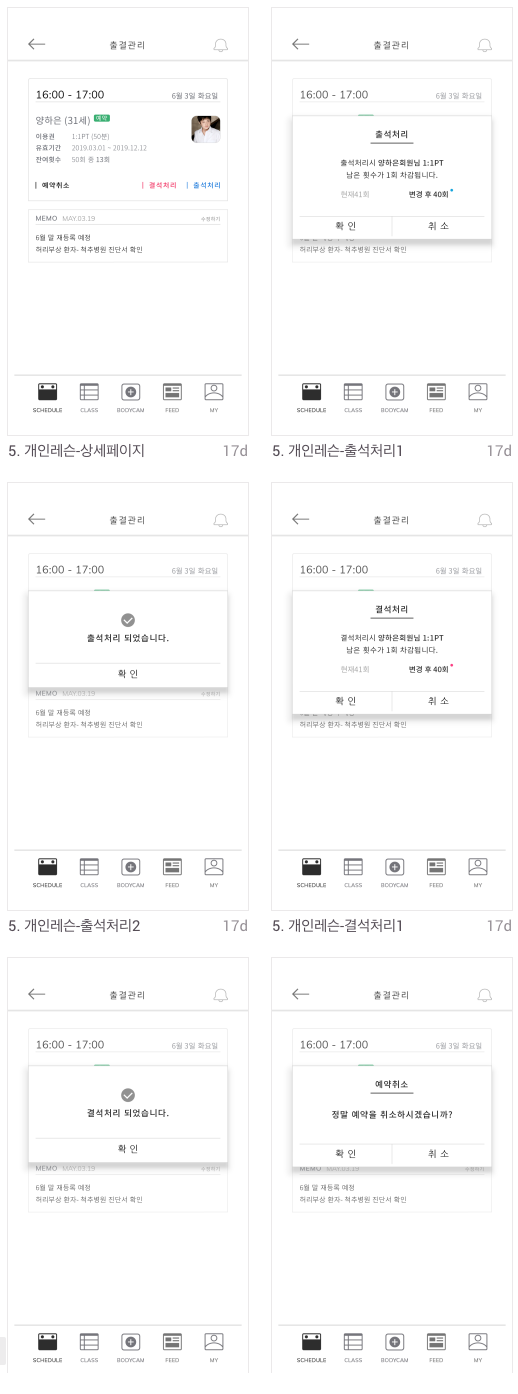 출결관리
16:00 - 17:00 6월 3일 화요일
양하은 (31세) 예약
이용권 1:1PT (50분)
유효기간 2019.03.01 ~ 2019.12.12
잔여횟수 50회 중 13회
| 예약취소 | 결석처리 | 출석처리
MEMO MAY.03.19 수정하기
6월 말 재등록 예정
허리부상 환자- 척추병원 진단서 확인
SCHEDULE CLASS BODYCAM FEED MY
5. 개인레슨-상세페이지 17d
출결관리
16:00 - 17:00 6월 3일 화요일
출석처리
출석처리시 양하은회원님 1:1PT
남은 횟수가 1회 차감됩니다.
현재41회 변경 후 40회
확 인 취 소
허리부상 환자- 척추병원 진단서 확인
SCHEDULE CLASS BODYCAM FEED MY
5. 개인레슨-출석처리1 17d
출결관리
16:00 - 17:00 6월 3일 화요일
출석처리 되었습니다.
확 인
MEMO MAY.03.19 수정하기
6월 말 재등록 예정
허리부상 환자- 척추병원 진단서 확인
SCHEDULE CLASS BODYCAM FEED MY
5. 개인레슨-출석처리2 17d
출결관리
16:00 - 17:00 6월 3일 화요일
결석처리
결석처리시 양하은회원님 1:1PT
남은 횟수가 1회 차감됩니다.
현재41회 변경 후 40회
확 인 취 소
허리부상 환자- 척추병원 진단서 확인
SCHEDULE CLASS BODYCAM FEED MY
5. 개인레슨-결석처리1 17d
출결관리
16:00 - 17:00 6월 3일 화요일
결석처리 되었습니다.
확 인
MEMO MAY.03.19 수정하기
6월 말 재등록 예정
허리부상 환자- 척추병원 진단서 확인
SCHEDULE CLASS BODYCAM FEED MY
출결관리
16:00 - 17:00 6월 3일 화요일
예약취소
정말 예약을 취소하시겠습니까?
확 인 취 소
MEMO MAY.03.19 수정하기
6월 말 재등록 예정
허리부상 환자- 척추병원 진단서 확인
SCHEDULE CLASS BODYCAM FEED MY